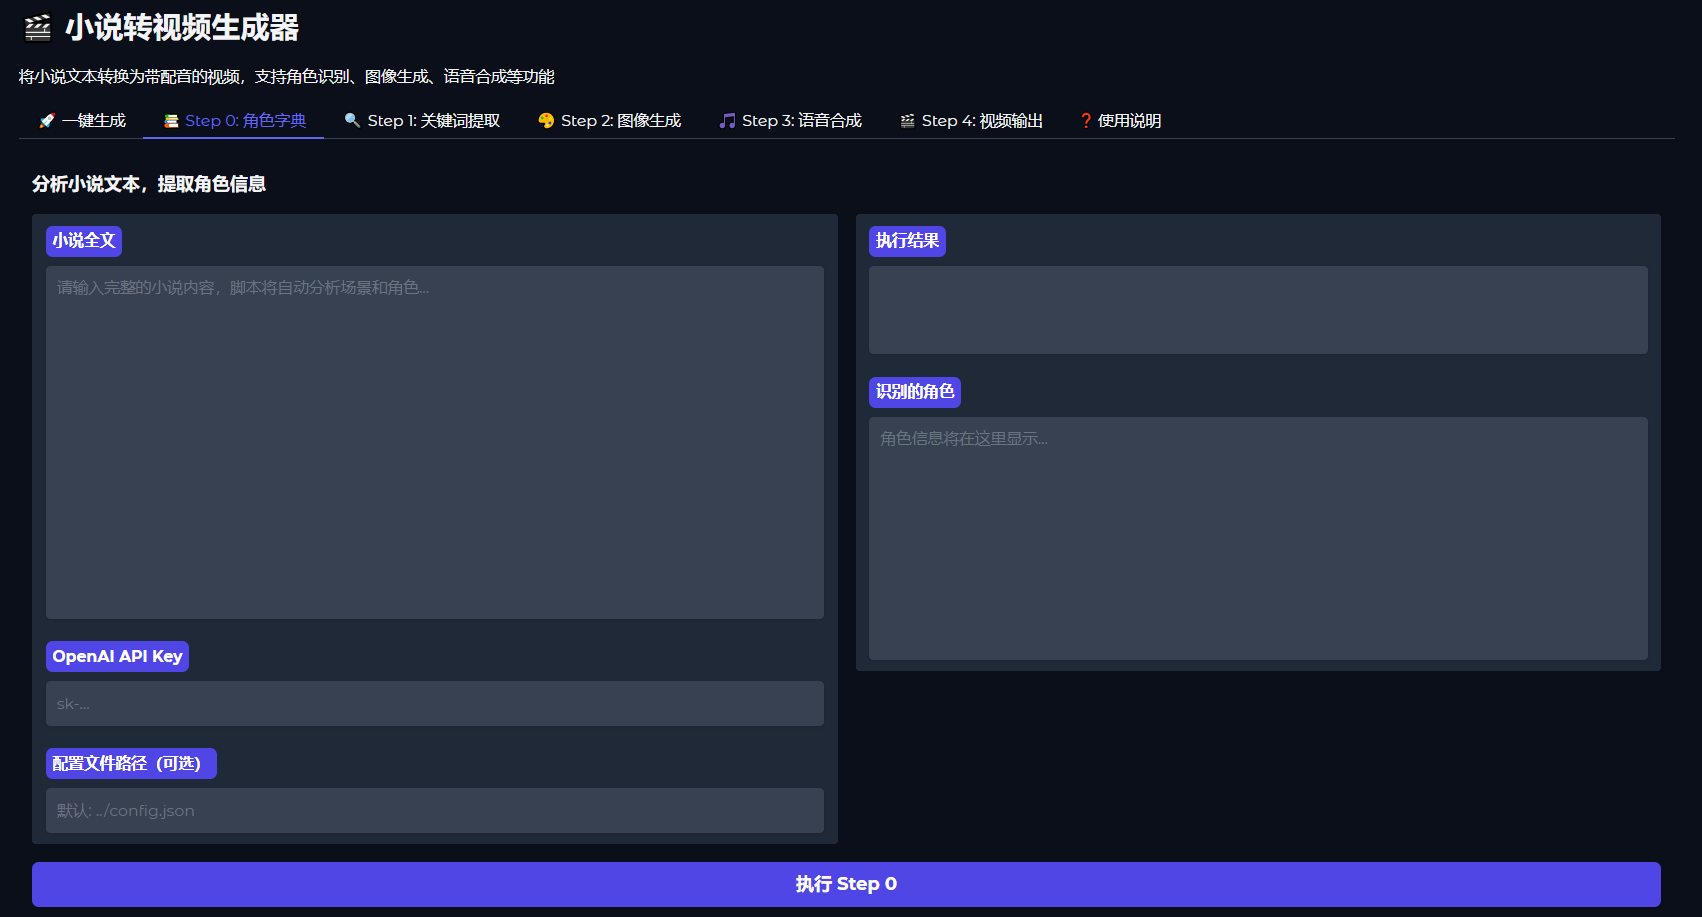 🎬 小说转视频生成器
将小说文本转换为带配音的视频，支持角色识别、图像生成、语音合成等功能
🚀 一键生成
📚 Step 0: 角色字典
🔍 Step 1: 关键词提取
🎨 Step 2: 图像生成
🎵 Step 3: 语音合成
🎬 Step 4: 视频输出
❓ 使用说明
分析小说文本，提取角色信息
小说全文
请输入完整的小说内容，脚本将自动分析场景和角色...
OpenAI API Key
sk-...
配置文件路径（可选）
默认: ../config.json
执行结果
识别的角色
角色信息将在这里显示...
执行 Step 0